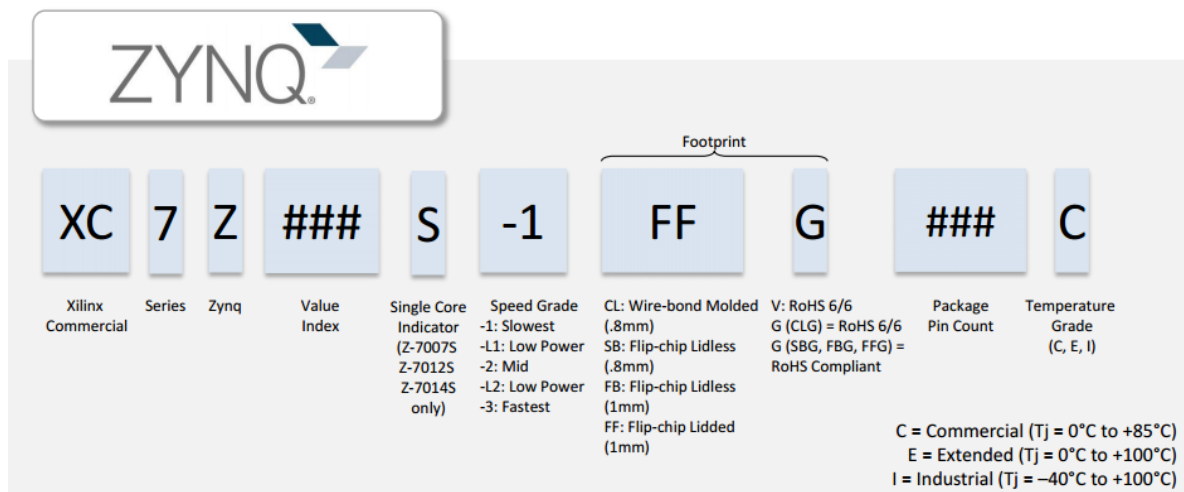 ZYNQ®
Footprint
XC 7 Z ### S -1 FF G ### C
Xilinx
Commercial
Series
Zynq
Value
Index
Single Core
Indicator
(Z-7007S
Z-7012S
Z-7014S
only)
Speed Grade
-1: Slowest
-L1: Low Power
-2: Mid
-L2: Low Power
-3: Fastest
CL: Wire-bond Molded
(.8mm)
SB: Flip-chip Lidless
(.8mm)
FB: Flip-chip Lidless
(1mm)
FF: Flip-chip Lidded
(1mm)
V: RoHS 6/6
G (CLG) = RoHS 6/6
G (SBG, FBG, FFG) =
RoHS Compliant
Package
Pin Count
Temperature
Grade
(C, E, I)
C = Commercial (Tj = 0°C to +85°C)
E = Extended (Tj = 0°C to +100°C)
I = Industrial (Tj = –40°C to +100°C)